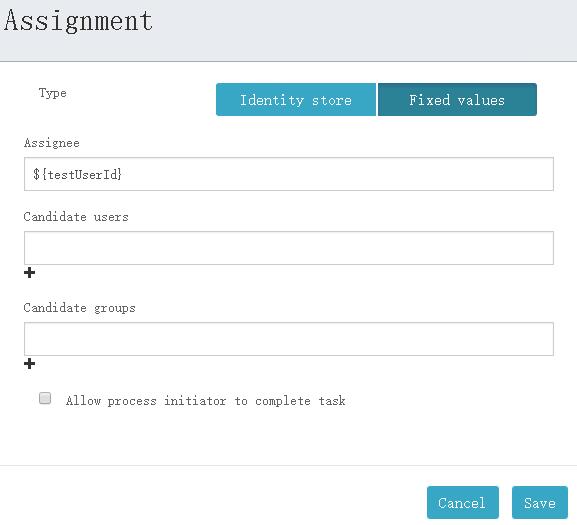 Assignment
Type
Identity store
Fixed values
Assignee
${testUserId}
Candidate users
Candidate groups
Allow process initiator to complete task
Cancel
Save